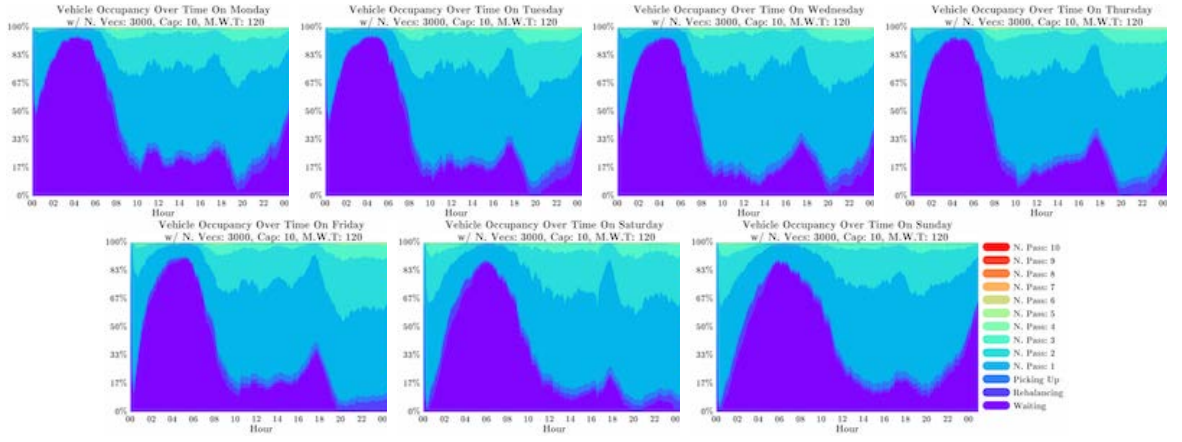 Vehicle Occupancy Over Time On Monday
w/ N. Vecs: 3000, Cap: 10, M.W.T: 120
100%
83%
67%
50%
33%
17%
0%
00 02 04 06 08 10 12 14 16 18 20 22 00
Hour
Vehicle Occupancy Over Time On Tuesday
w/ N. Vecs: 3000, Cap: 10, M.W.T: 120
100%
83%
67%
50%
33%
17%
0%
00 02 04 06 08 10 12 14 16 18 20 22 00
Hour
Vehicle Occupancy Over Time On Wednesday
w/ N. Vecs: 3000, Cap: 10, M.W.T: 120
100%
83%
67%
50%
33%
17%
0%
00 02 04 06 08 10 12 14 16 18 20 22 00
Hour
Vehicle Occupancy Over Time On Thursday
w/ N. Vecs: 3000, Cap: 10, M.W.T: 120
100%
83%
67%
50%
33%
17%
0%
00 02 04 06 08 10 12 14 16 18 20 22 00
Hour
Vehicle Occupancy Over Time On Friday
w/ N. Vecs: 3000, Cap: 10, M.W.T: 120
100%
83%
67%
50%
33%
17%
0%
00 02 04 06 08 10 12 14 16 18 20 22 00
Hour
Vehicle Occupancy Over Time On Saturday
w/ N. Vecs: 3000, Cap: 10, M.W.T: 120
100%
83%
67%
50%
33%
17%
0%
00 02 04 06 08 10 12 14 16 18 20 22 00
Hour
Vehicle Occupancy Over Time On Sunday
w/ N. Vecs: 3000, Cap: 10, M.W.T: 120
100%
83%
67%
50%
33%
17%
0%
00 02 04 06 08 10 12 14 16 18 20 22 00
Hour
N. Pass: 10
N. Pass: 9
N. Pass: 8
N. Pass: 7
N. Pass: 6
N. Pass: 5
N. Pass: 4
N. Pass: 3
N. Pass: 2
N. Pass: 1
Picking Up
Rebalancing
Waiting